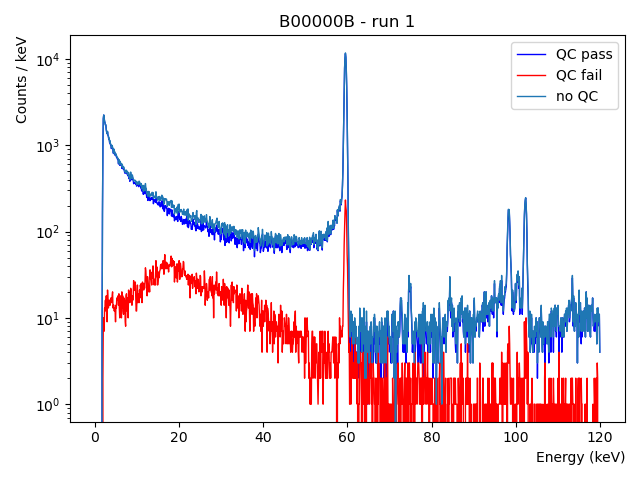 B00000B - run 1
Counts / keV
10⁴
10³
10²
10¹
10⁰
QC pass
QC fail
no QC
0 20 40 60 80 100 120
Energy (keV)